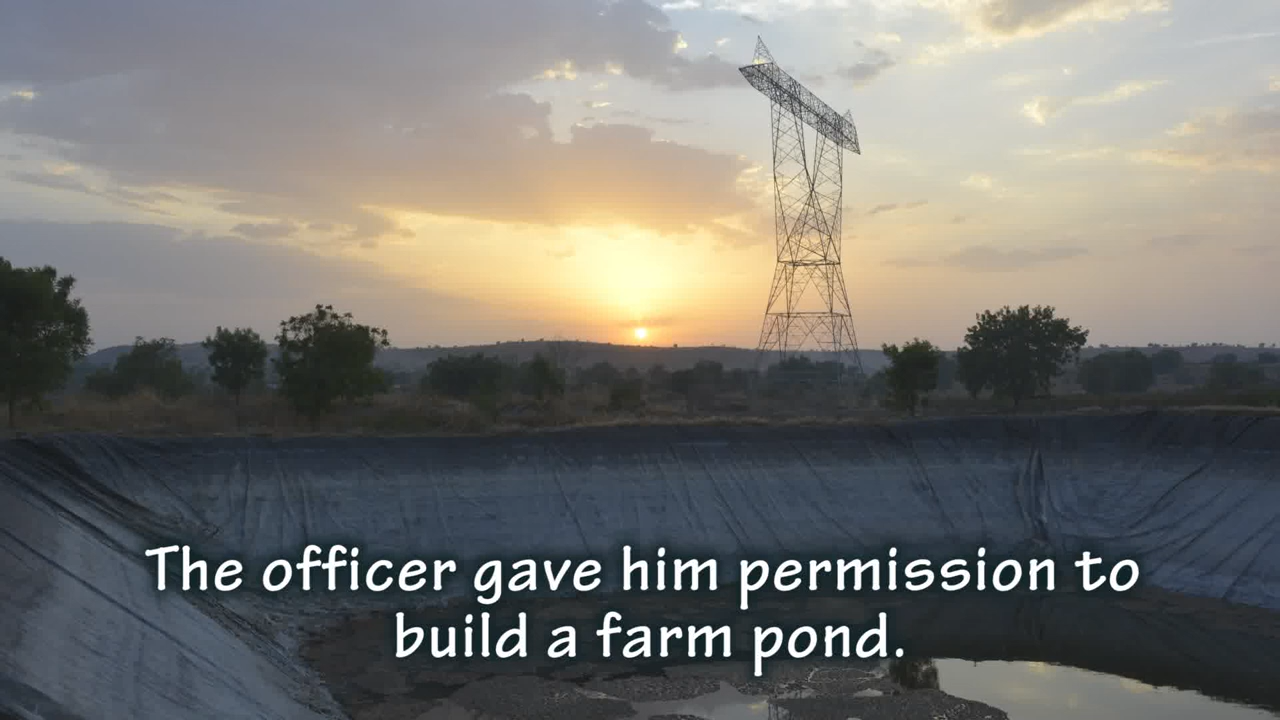 The officer gave him permission to
build a farm pond.